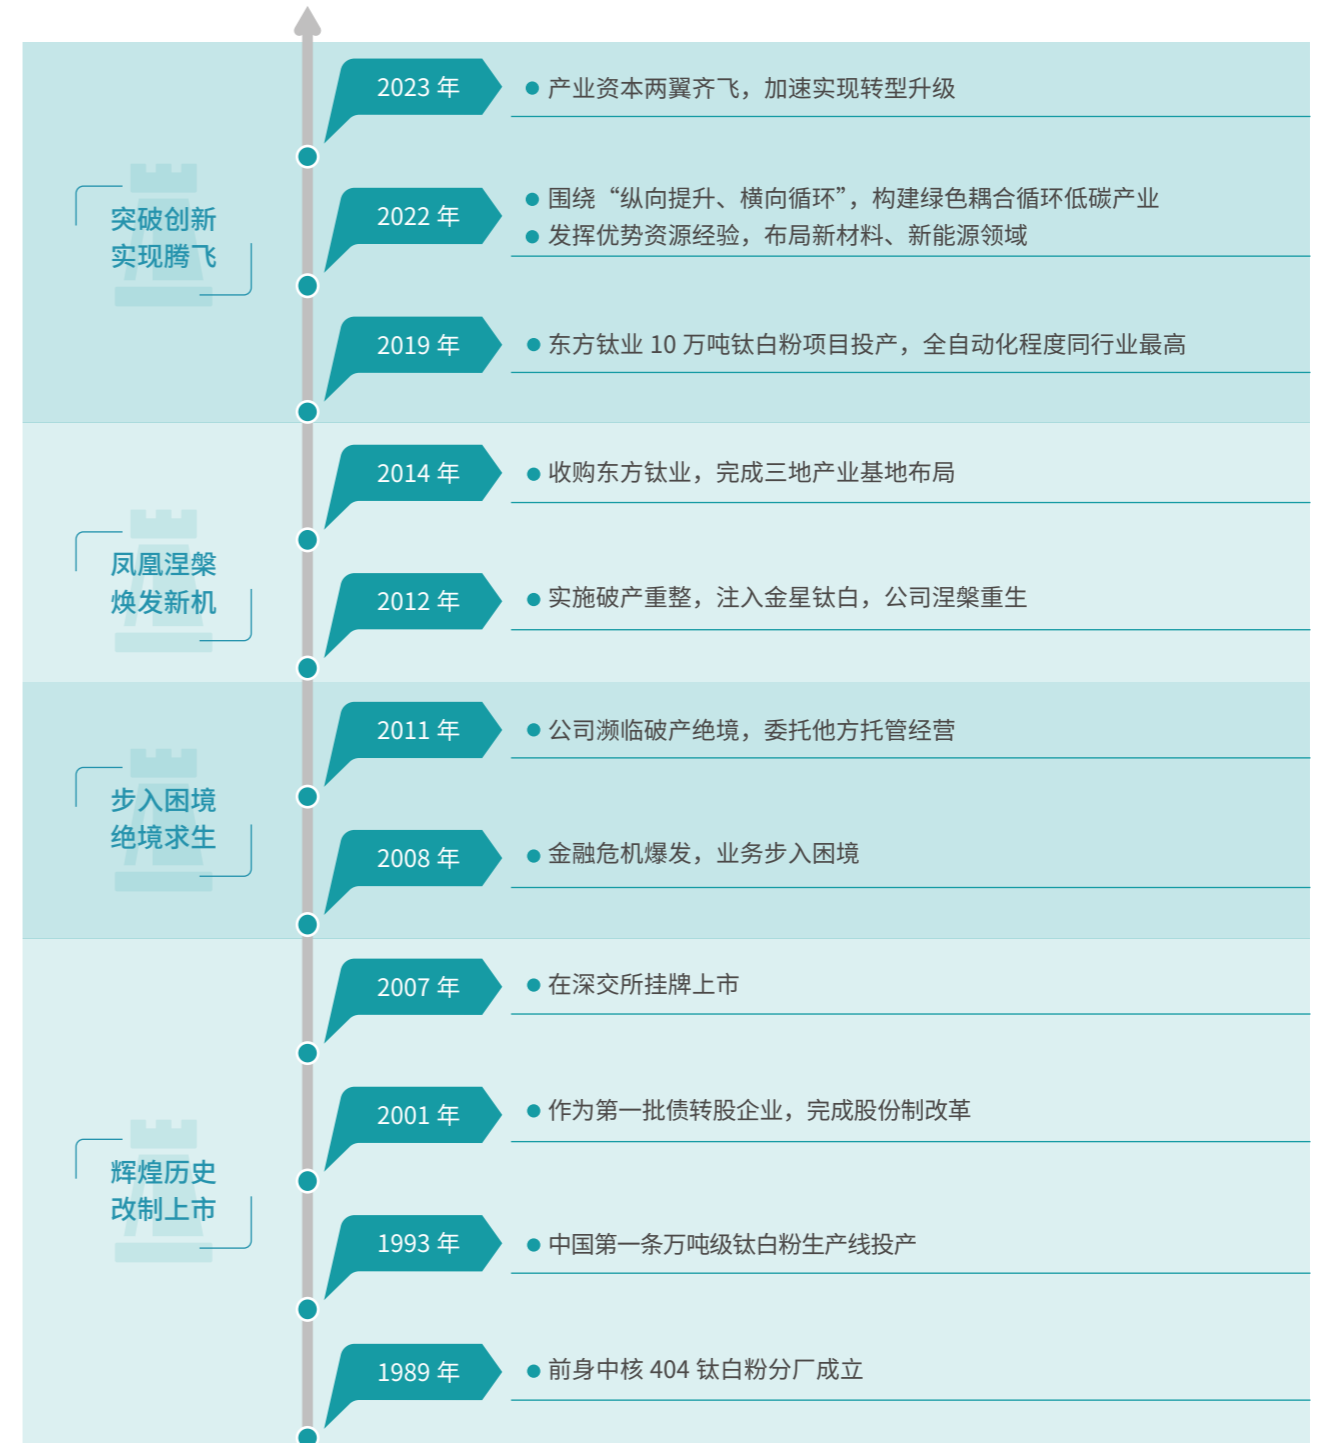 突破创新
实现腾飞
2023 年
● 产业资本两翼齐飞，加速实现转型升级
2022 年
● 围绕“纵向提升、横向循环”，构建绿色耦合循环低碳产业
● 发挥优势资源经验，布局新材料、新能源领域
2019 年
● 东方钛业 10 万吨钛白粉项目投产，全自动化程度同行业最高
凤凰涅槃
焕发新机
2014 年
● 收购东方钛业，完成三地产业基地布局
2012 年
● 实施破产重整，注入金星钛白，公司涅槃重生
步入困境
绝境求生
2011 年
● 公司濒临破产绝境，委托他方托管经营
2008 年
● 金融危机爆发，业务步入困境
辉煌历史
改制上市
2007 年
● 在深交所挂牌上市
2001 年
● 作为第一批债转股企业，完成股份制改革
1993 年
● 中国第一条万吨级钛白粉生产线投产
1989 年
● 前身中核 404 钛白粉分厂成立